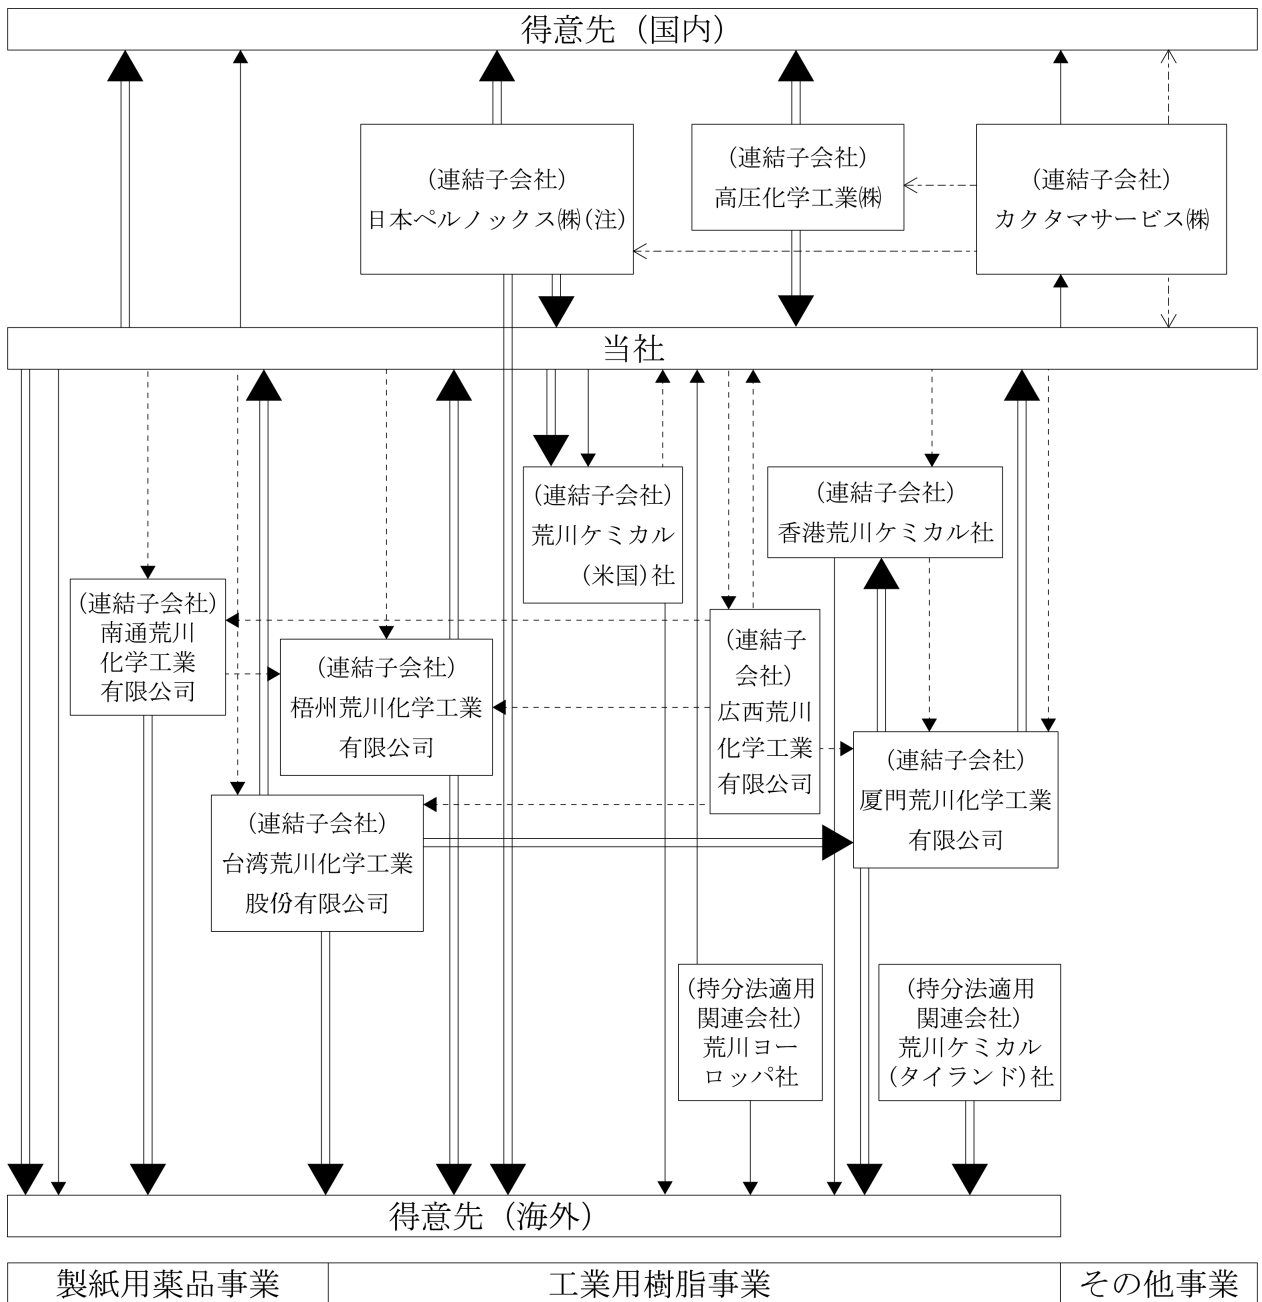 得意先（国内）
(連結子会社)
日本ペルノックス㈱(注)
(連結子会社)
高圧化学工業㈱
(連結子会社)
カクタマサービス㈱
当社
(連結子会社)
荒川ケミカル
(米国)社
(連結子会社)
香港荒川ケミカル社
(連結子会社)
南通荒川
化学工業
有限公司
(連結子会社)
梧州荒川化学工業
有限公司
(連結子
会社)
広西荒川
化学工業
有限公司
(連結子会社)
厦門荒川化学工業
有限公司
(連結子会社)
台湾荒川化学工業
股份有限公司
(持分法適用
関連会社)
荒川ヨー
ロッパ社
(持分法適用
関連会社)
荒川ケミカル
(タイランド)社
得意先（海外）
製紙用薬品事業
工業用樹脂事業
その他事業